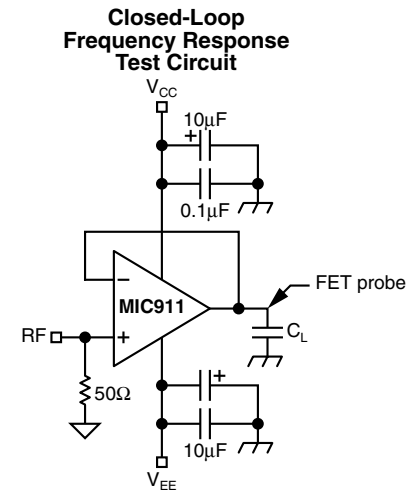 Closed-Loop
Frequency Response
Test Circuit
VCC
10µF
+
0.1µF
FET probe
−
MIC911
RF
+
CL
50Ω
+
10µF
VEE